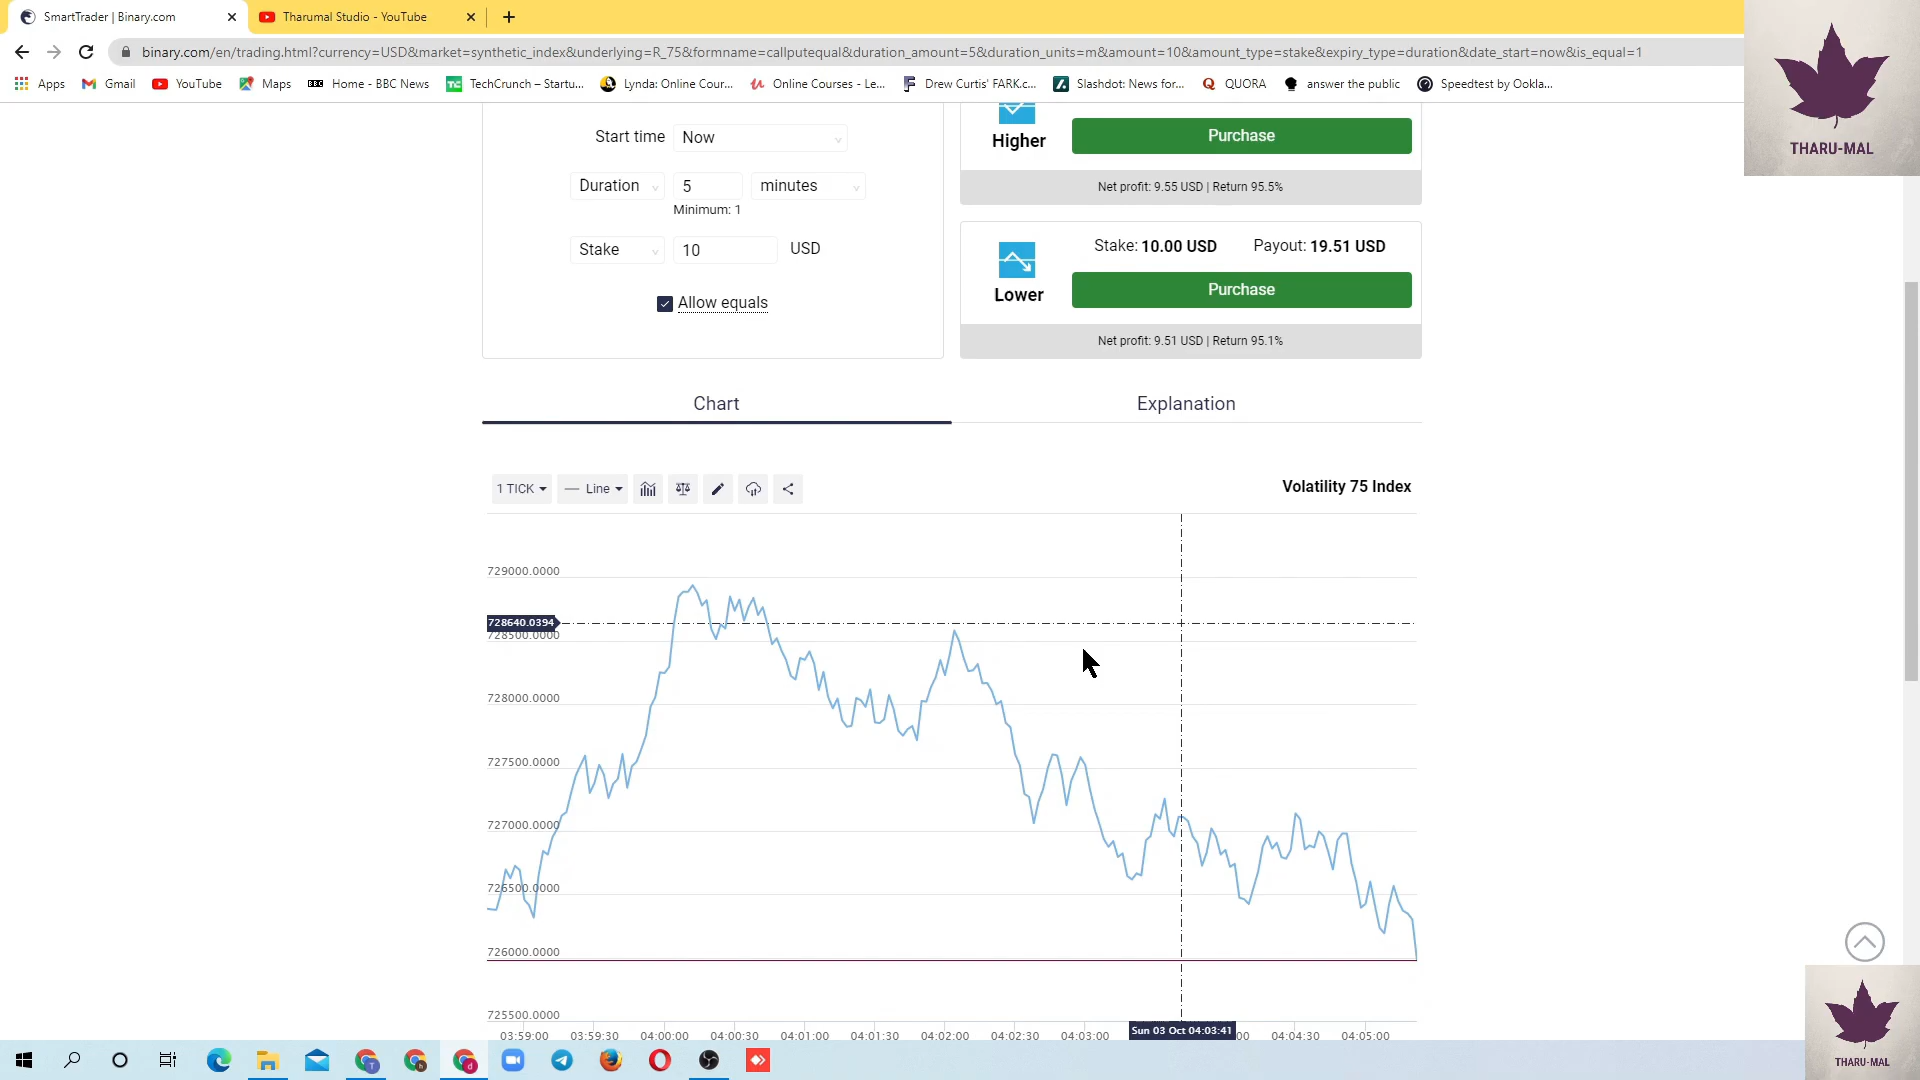 SmartTrader | Binary.com
Tharumal Studio - YouTube
binary.com/en/trading.html?currency=USD&market=synthetic_index&underlying=R_75&formname=callputequal&duration_amount=5&duration_units=m&amount=10&amount_type=stake&expiry_type=duration&date_start=now&is_equal=1
Apps
Gmail
YouTube
Maps
Home - BBC News
TechCrunch – Startu...
Lynda: Online Cour...
Online Courses - Le...
Drew Curtis' FARK.c...
Slashdot: News for...
QUORA
answer the public
Speedtest by Ookla...
THARU-MAL
Start time
Now
Duration
5
minutes
Minimum: 1
Stake
10
USD
Allow equals
Higher
Purchase
Net profit: 9.55 USD | Return 95.5%
Stake: 10.00 USD
Payout: 19.51 USD
Lower
Purchase
Net profit: 9.51 USD | Return 95.1%
Chart
Explanation
1 TICK
Line
Volatility 75 Index
729000.0000
728640.0394
728500.0000
728000.0000
727500.0000
727000.0000
726500.0000
726000.0000
725500.0000
03:59:00
03:59:30
04:00:00
04:00:30
04:01:00
04:01:30
04:02:00
04:02:30
04:03:00
Sun 03 Oct 04:03:41
04:04:30
04:05:00
THARU-MAL